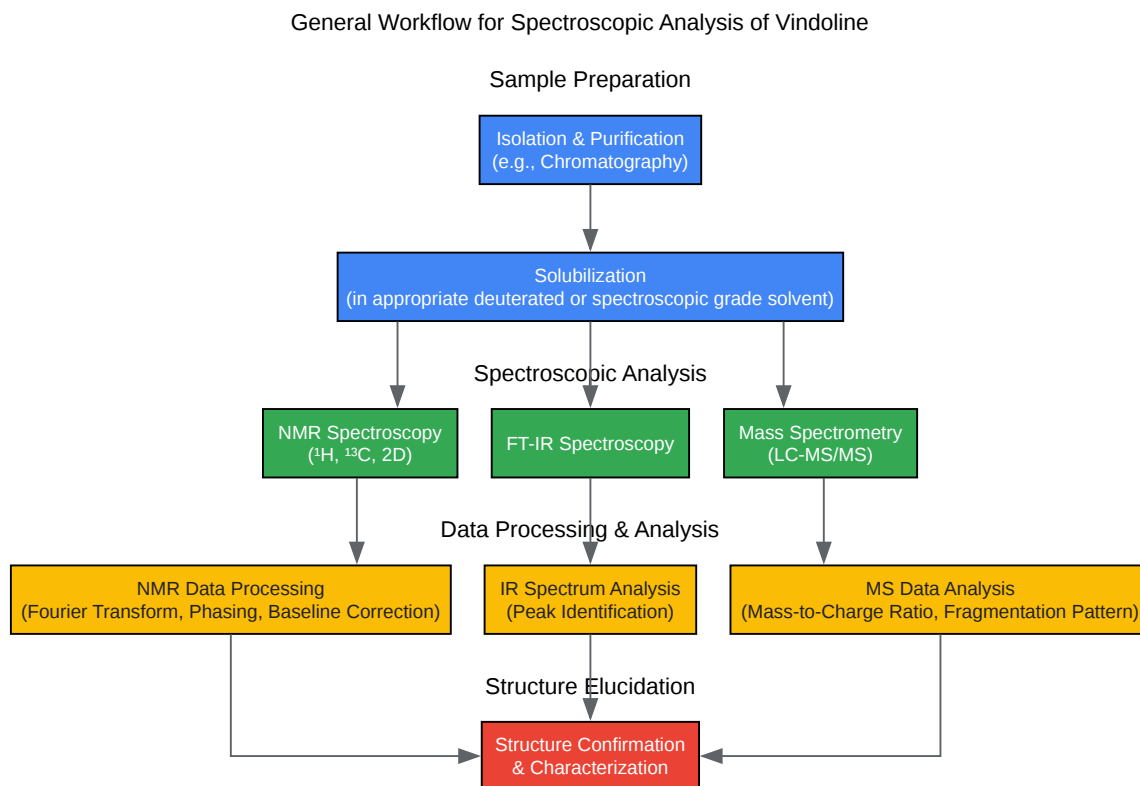 General Workflow for Spectroscopic Analysis of Vindoline
Sample Preparation
Isolation & Purification
(e.g., Chromatography)
Solubilization
(in appropriate deuterated or spectroscopic grade solvent)
Spectroscopic Analysis
NMR Spectroscopy
(¹H, ¹³C, 2D)
FT-IR Spectroscopy
Mass Spectrometry
(LC-MS/MS)
Data Processing & Analysis
NMR Data Processing
(Fourier Transform, Phasing, Baseline Correction)
IR Spectrum Analysis
(Peak Identification)
MS Data Analysis
(Mass-to-Charge Ratio, Fragmentation Pattern)
Structure Elucidation
Structure Confirmation
& Characterization